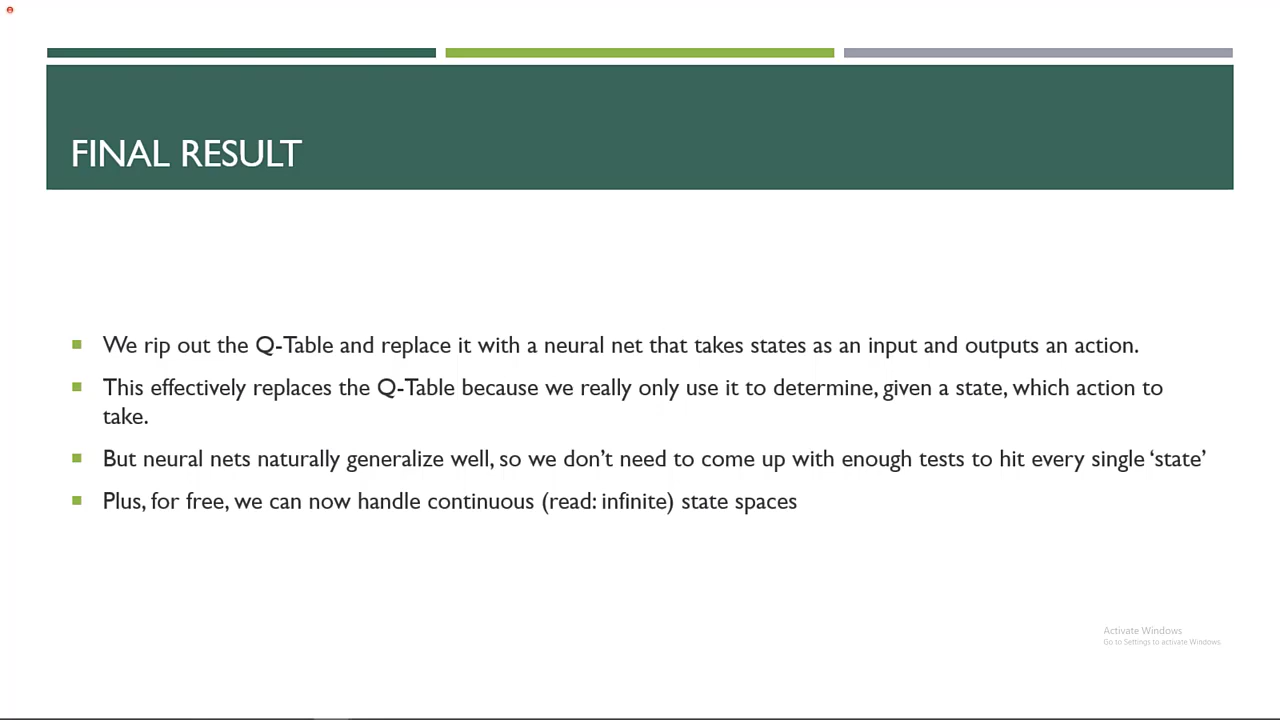 FINAL RESULT
We rip out the Q-Table and replace it with a neural net that takes states as an input and outputs an action.
This effectively replaces the Q-Table because we really only use it to determine, given a state, which action to
take.
But neural nets naturally generalize well, so we don’t need to come up with enough tests to hit every single ‘state’
Plus, for free, we can now handle continuous (read: infinite) state spaces
Activate Windows
Go to Settings to activate Windows.